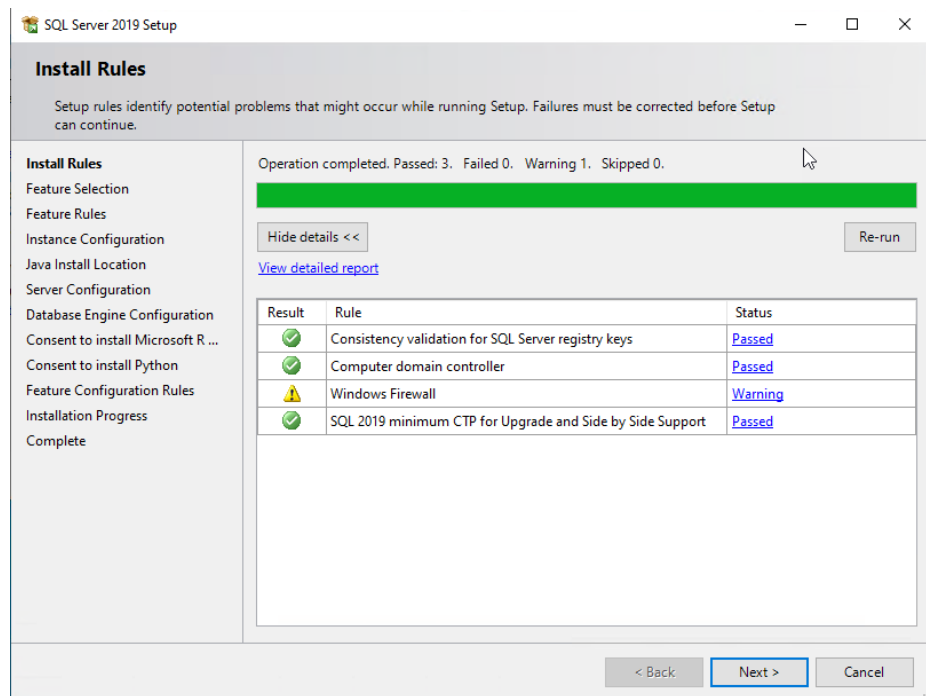 SQL Server 2019 Setup
Install Rules
Setup rules identify potential problems that might occur while running Setup. Failures must be corrected before Setup
can continue.
Install Rules
Feature Selection
Feature Rules
Instance Configuration
Java Install Location
Server Configuration
Database Engine Configuration
Consent to install Microsoft R ...
Consent to install Python
Feature Configuration Rules
Installation Progress
Complete
Operation completed. Passed: 3. Failed 0. Warning 1. Skipped 0.
Hide details <<
Re-run
View detailed report
Result Rule Status
Consistency validation for SQL Server registry keys Passed
Computer domain controller Passed
Windows Firewall Warning
SQL 2019 minimum CTP for Upgrade and Side by Side Support Passed
< Back Next > Cancel